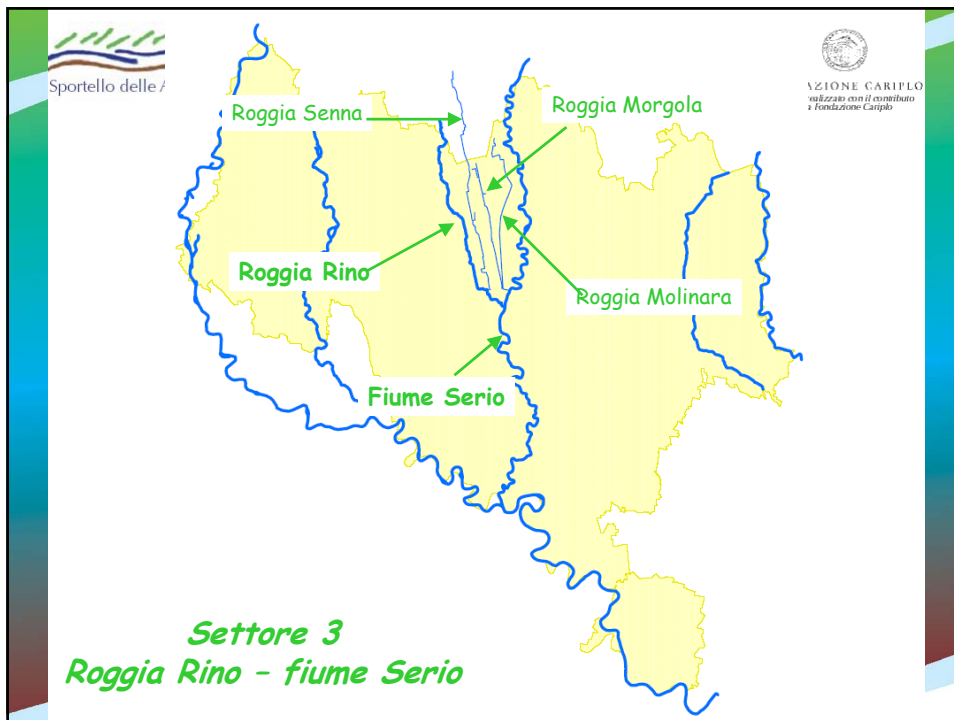 Sportello delle A
AZIONE CARIPLO
realizzato con il contributo
a Fondazione Cariplo
Roggia Senna
Roggia Morgola
Roggia Rino
Roggia Molinara
Fiume Serio
Settore 3
Roggia Rino – fiume Serio